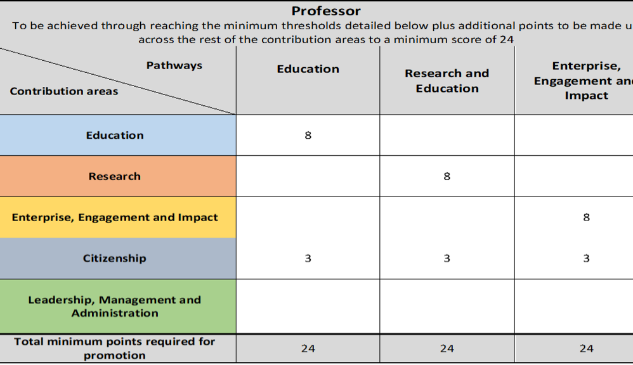 Professor
To be achieved through reaching the minimum thresholds detailed below plus additional points to be made u
across the rest of the contribution areas to a minimum score of 24
Pathways
Contribution areas
Education
Research and
Education
Enterprise,
Engagement an
Impact
Education 8
Research 8
Enterprise, Engagement and Impact 8
Citizenship 3 3 3
Leadership, Management and
Administration
Total minimum points required for
promotion
24 24 24